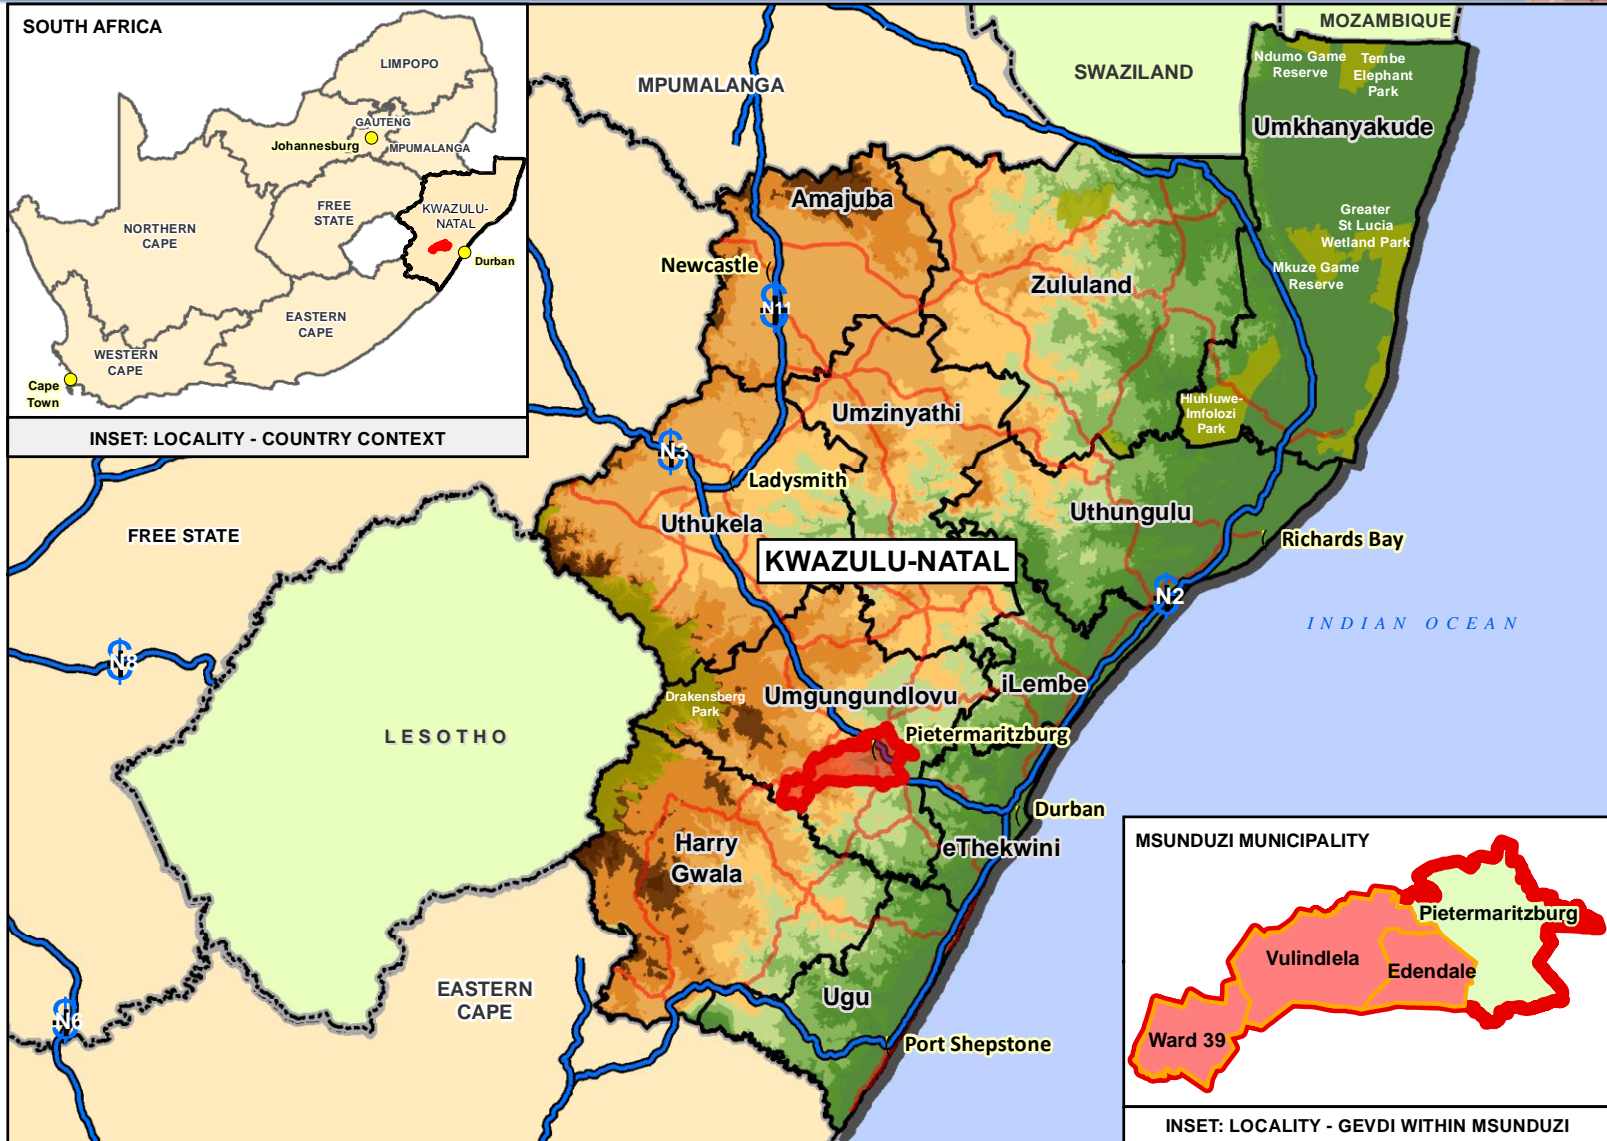 SOUTH AFRICA
LIMPOPO
GAUTENG
Johannesburg
MPUMALANGA
FREE
STATE
KWAZULU-
NATAL
NORTHERN
CAPE
Durban
EASTERN
CAPE
WESTERN
CAPE
Cape
Town
INSET: LOCALITY - COUNTRY CONTEXT
MOZAMBIQUE
SWAZILAND
MPUMALANGA
Ndumo Game
Reserve
Tembe
Elephant
Park
Umkhanyakude
Amajuba
Greater
St Lucia
Wetland Park
Newcastle
Zululand
Mkuze Game
Reserve
N11
Hluhluwe-
Imfolozi
Park
Umzinyathi
N3
Ladysmith
Uthukela
Uthungulu
FREE STATE
Richards Bay
KWAZULU-NATAL
N2
INDIAN OCEAN
N8
iLembe
Drakensberg
Park
Umgungundlovu
LESOTHO
Pietermaritzburg
Durban
Harry
Gwala
eThekwini
EASTERN
CAPE
Ugu
N6
Port Shepstone
MSUNDUZI MUNICIPALITY
Pietermaritzburg
Vulindlela
Edendale
Ward 39
INSET: LOCALITY - GEVDI WITHIN MSUNDUZI